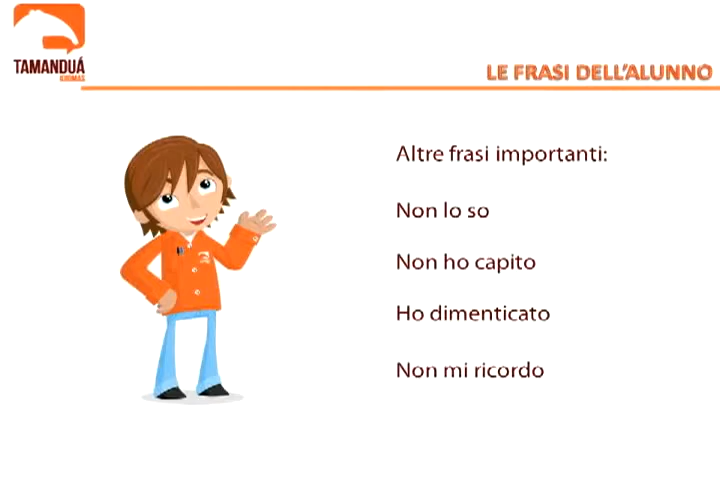 TAMANDUÁ
IDIOMAS
LE FRASI DELL'ALUNNO
Altre frasi importanti:
Non lo so
Non ho capito
Ho dimenticato
Non mi ricordo